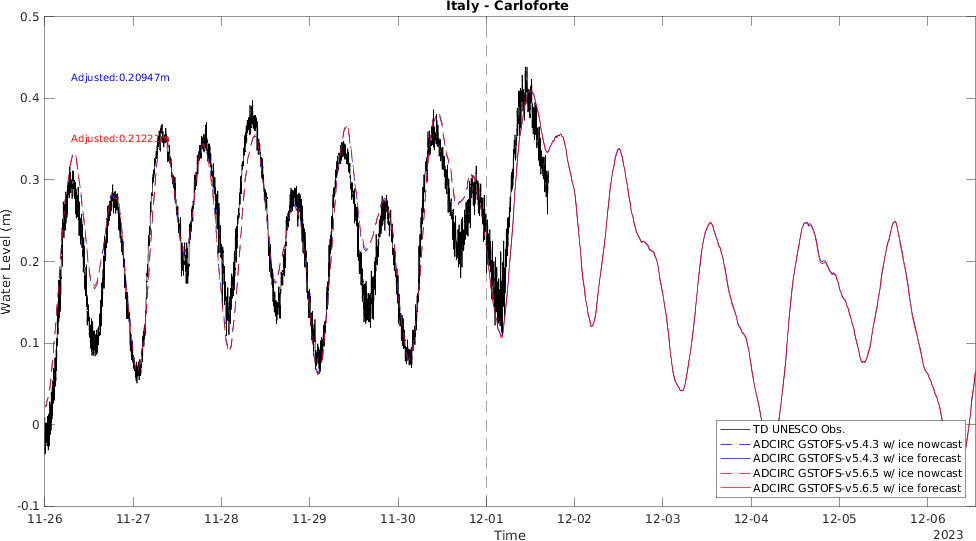 Italy - Carloforte
0.5
0.4
0.3
0.2
0.1
0
-0.1
Water Level (m)
Adjusted:0.20947m
Adjusted:0.2122
TD UNESCO Obs.
ADCIRC GSTOFS-v5.4.3 w/ ice nowcast
ADCIRC GSTOFS-v5.4.3 w/ ice forecast
ADCIRC GSTOFS-v5.6.5 w/ ice nowcast
ADCIRC GSTOFS-v5.6.5 w/ ice forecast
11-26 11-27 11-28 11-29 11-30 12-01 12-02 12-03 12-04 12-05 12-06
Time
2023